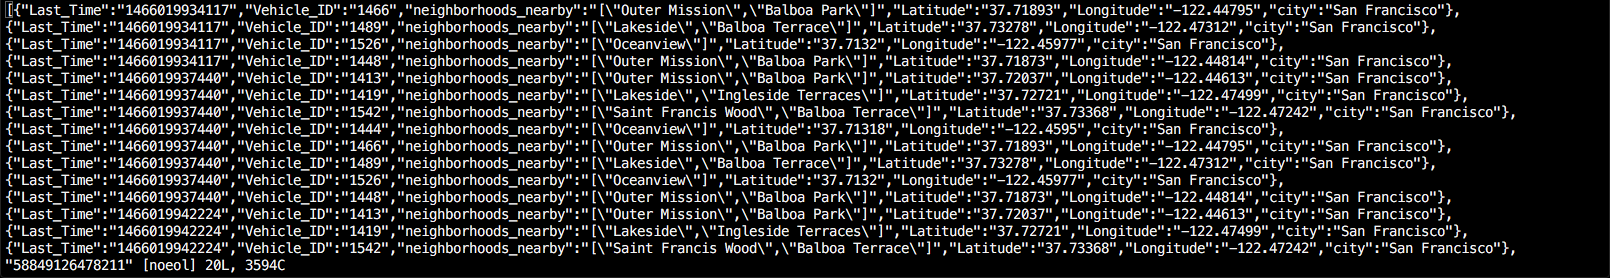 [{"Last_Time":"1466019934117","Vehicle_ID":"1466","neighborhoods_nearby":"[\"Outer Mission\",\"Balboa Park\"]","Latitude":"37.71893","Longitude":"-122.44795","city":"San Francisco"},
{"Last_Time":"1466019934117","Vehicle_ID":"1489","neighborhoods_nearby":"[\"Lakeside\",\"Balboa Terrace\"]","Latitude":"37.73278","Longitude":"-122.47312","city":"San Francisco"},
{"Last_Time":"1466019934117","Vehicle_ID":"1526","neighborhoods_nearby":"[\"Oceanview\"]","Latitude":"37.7132","Longitude":"-122.45977","city":"San Francisco"},
{"Last_Time":"1466019934117","Vehicle_ID":"1448","neighborhoods_nearby":"[\"Outer Mission\",\"Balboa Park\"]","Latitude":"37.71873","Longitude":"-122.44814","city":"San Francisco"},
{"Last_Time":"1466019937440","Vehicle_ID":"1413","neighborhoods_nearby":"[\"Outer Mission\",\"Balboa Park\"]","Latitude":"37.72037","Longitude":"-122.44613","city":"San Francisco"},
{"Last_Time":"1466019937440","Vehicle_ID":"1419","neighborhoods_nearby":"[\"Lakeside\",\"Ingleside Terraces\"]","Latitude":"37.72721","Longitude":"-122.47499","city":"San Francisco"},
{"Last_Time":"1466019937440","Vehicle_ID":"1542","neighborhoods_nearby":"[\"Saint Francis Wood\",\"Balboa Terrace\"]","Latitude":"37.73368","Longitude":"-122.47242","city":"San Francisco"},
{"Last_Time":"1466019937440","Vehicle_ID":"1444","neighborhoods_nearby":"[\"Oceanview\"]","Latitude":"37.71318","Longitude":"-122.4595","city":"San Francisco"},
{"Last_Time":"1466019937440","Vehicle_ID":"1466","neighborhoods_nearby":"[\"Outer Mission\",\"Balboa Park\"]","Latitude":"37.71893","Longitude":"-122.44795","city":"San Francisco"},
{"Last_Time":"1466019937440","Vehicle_ID":"1489","neighborhoods_nearby":"[\"Lakeside\",\"Balboa Terrace\"]","Latitude":"37.73278","Longitude":"-122.47312","city":"San Francisco"},
{"Last_Time":"1466019937440","Vehicle_ID":"1526","neighborhoods_nearby":"[\"Oceanview\"]","Latitude":"37.7132","Longitude":"-122.45977","city":"San Francisco"},
{"Last_Time":"1466019937440","Vehicle_ID":"1448","neighborhoods_nearby":"[\"Outer Mission\",\"Balboa Park\"]","Latitude":"37.71873","Longitude":"-122.44814","city":"San Francisco"},
{"Last_Time":"1466019942224","Vehicle_ID":"1413","neighborhoods_nearby":"[\"Outer Mission\",\"Balboa Park\"]","Latitude":"37.72037","Longitude":"-122.44613","city":"San Francisco"},
{"Last_Time":"1466019942224","Vehicle_ID":"1419","neighborhoods_nearby":"[\"Lakeside\",\"Ingleside Terraces\"]","Latitude":"37.72721","Longitude":"-122.47499","city":"San Francisco"},
{"Last_Time":"1466019942224","Vehicle_ID":"1542","neighborhoods_nearby":"[\"Saint Francis Wood\",\"Balboa Terrace\"]","Latitude":"37.73368","Longitude":"-122.47242","city":"San Francisco"},
"58849126478211" [noeol] 20L, 3594C